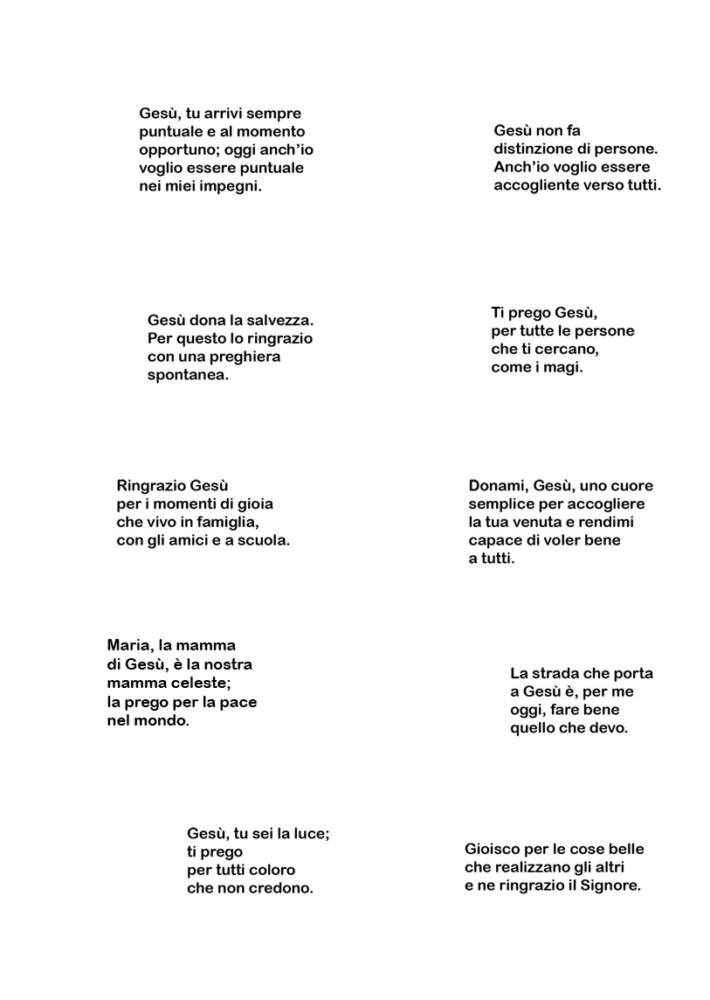 Gesù, tu arrivi sempre
puntuale e al momento
opportuno; oggi anch’io
voglio essere puntuale
nei miei impegni.
Gesù non fa
distinzione di persone.
Anch’io voglio essere
accogliente verso tutti.
Gesù dona la salvezza.
Per questo lo ringrazio
con una preghiera
spontanea.
Ti prego Gesù,
per tutte le persone
che ti cercano,
come i magi.
Ringrazio Gesù
per i momenti di gioia
che vivo in famiglia,
con gli amici e a scuola.
Donami, Gesù, uno cuore
semplice per accogliere
la tua venuta e rendimi
capace di voler bene
a tutti.
Maria, la mamma
di Gesù, è la nostra
mamma celeste;
la prego per la pace
nel mondo.
La strada che porta
a Gesù è, per me
oggi, fare bene
quello che devo.
Gesù, tu sei la luce;
ti prego
per tutti coloro
che non credono.
Gioisco per le cose belle
che realizzano gli altri
e ne ringrazio il Signore.